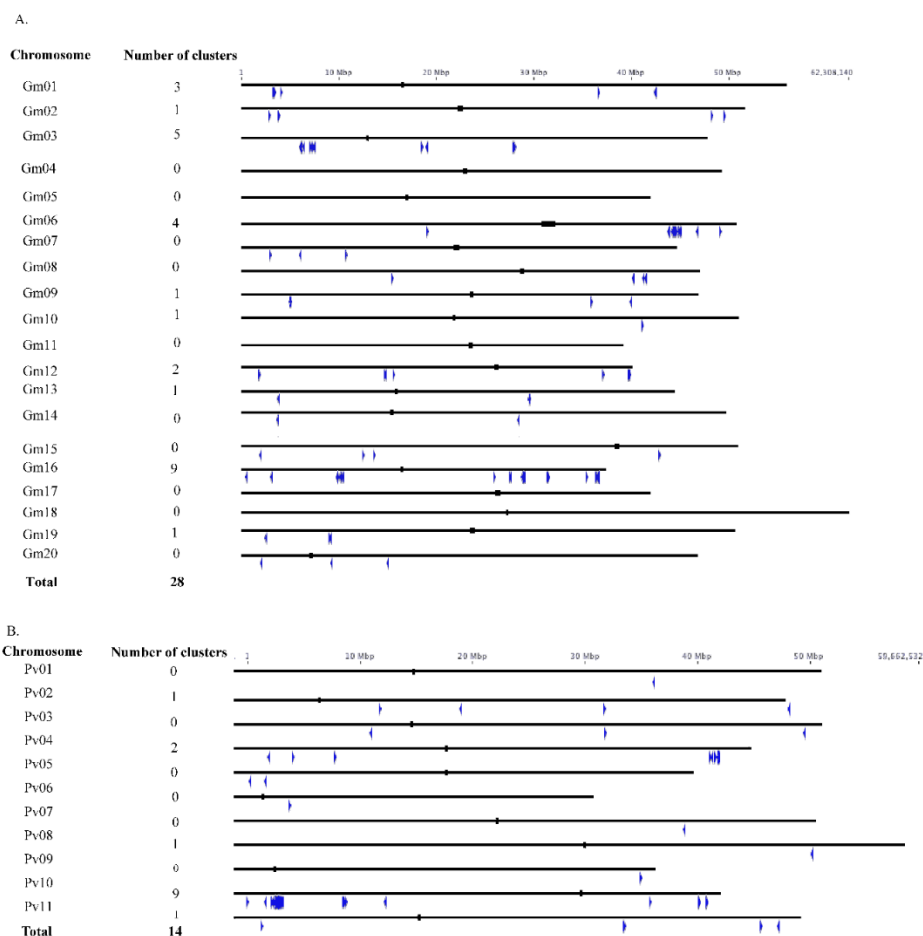 A.
Chromosome Number of clusters
1 10 Mbp 20 Mbp 30 Mbp 40 Mbp 50 Mbp 62,308,140
Gm01 3
Gm02 1
Gm03 5
Gm04 0
Gm05 0
Gm06 4
Gm07 0
Gm08 0
Gm09 1
Gm10 1
Gm11 0
Gm12 2
Gm13 1
Gm14 0
Gm15 0
Gm16 9
Gm17 0
Gm18 0
Gm19 1
Gm20 0
Total 28
B.
Chromosome Number of clusters
1 10 Mbp 20 Mbp 30 Mbp 40 Mbp 50 Mbp 59,662,532
Pv01 0
Pv02 1
Pv03 0
Pv04 2
Pv05 0
Pv06 0
Pv07 0
Pv08 1
Pv09 0
Pv10 9
Pv11 1
Total 14